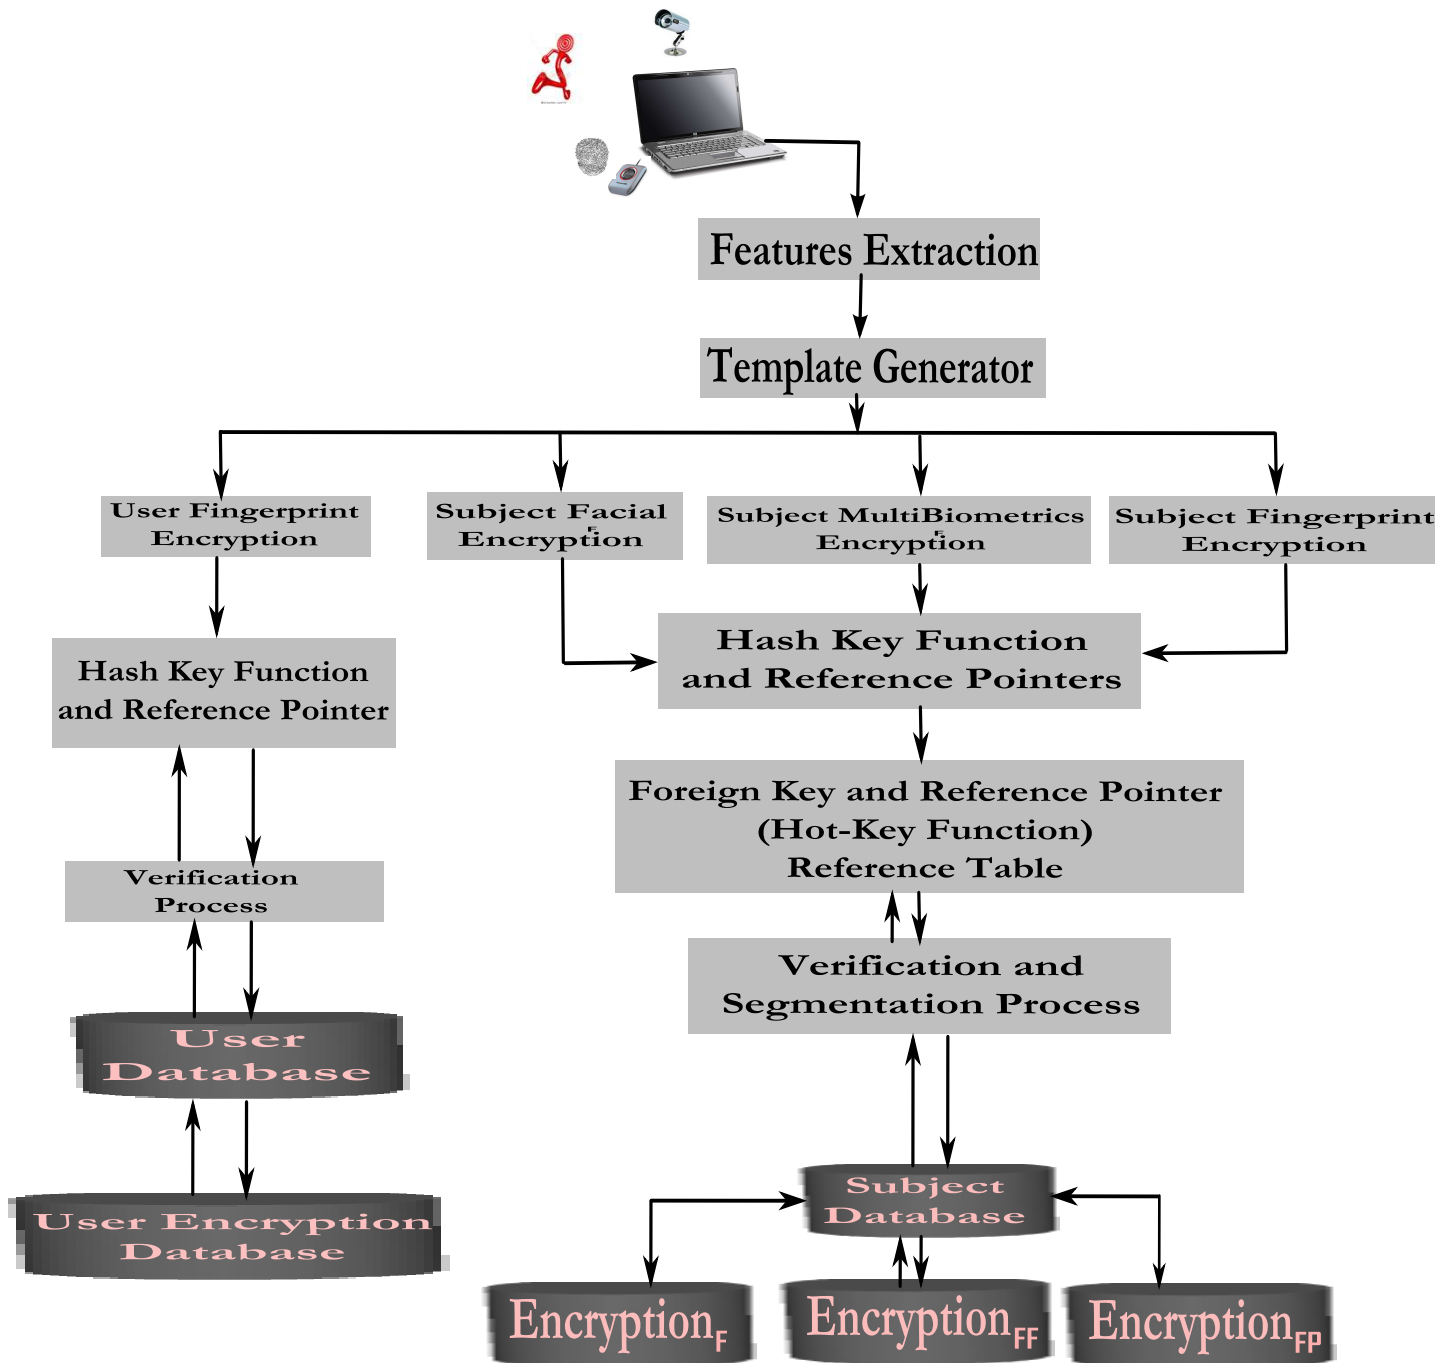 Features Extraction
Template Generator
User Fingerprint
Encryption
Subject Facial
F
Encryption
Subject MultiBiometrics
F
Encryption
Subject Fingerprint
Encryption
Hash Key Function
and Reference Pointer
Hash Key Function
and Reference Pointers
Foreign Key and Reference Pointer
(Hot-Key Function)
Reference Table
Verification
Process
Verification and
Segmentation Process
User
Database
Subject
Database
User Encryption
Database
EncryptionF
EncryptionFF
EncryptionFP